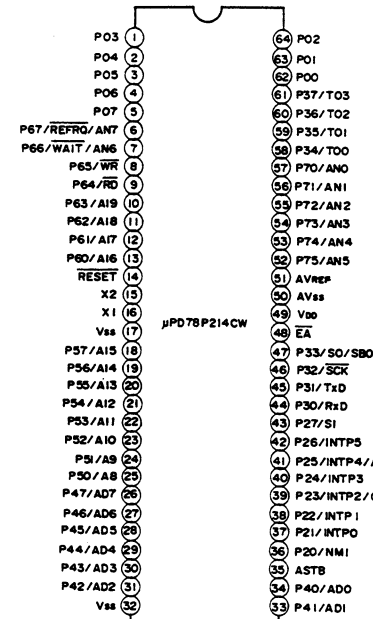 P03 1
P04 2
P05 3
P06 4
P07 5
P67/REFRQ/AN7 6
P66/WAIT/AN6 7
P65/WR 8
P64/RD 9
P63/A19 10
P62/A18 11
P61/A17 12
P60/A16 13
RESET 14
X2 15
X1 16
Vss 17
P57/A15 18
P56/A14 19
P55/A13 20
P54/A12 21
P53/A11 22
P52/A10 23
P51/A9 24
P50/A8 25
P47/AD7 26
P46/AD6 27
P45/AD5 28
P44/AD4 29
P43/AD3 30
P42/AD2 31
Vss 32
μPD78P214CW
64 P02
63 P01
62 P00
61 P37/TO3
60 P36/TO2
59 P35/TO1
58 P34/TO0
57 P70/AN0
56 P71/AN1
55 P72/AN2
54 P73/AN3
53 P74/AN4
52 P75/AN5
51 AVREF
50 AVss
49 VDD
48 EA
47 P33/SO/SB0
46 P32/SCK
45 P31/TxD
44 P30/RxD
43 P27/SI
42 P26/INTP5
41 P25/INTP4/
40 P24/INTP3
39 P23/INTP2/
38 P22/INTP1
37 P21/INTP0
36 P20/NMI
35 ASTB
34 P40/AD0
33 P41/AD1